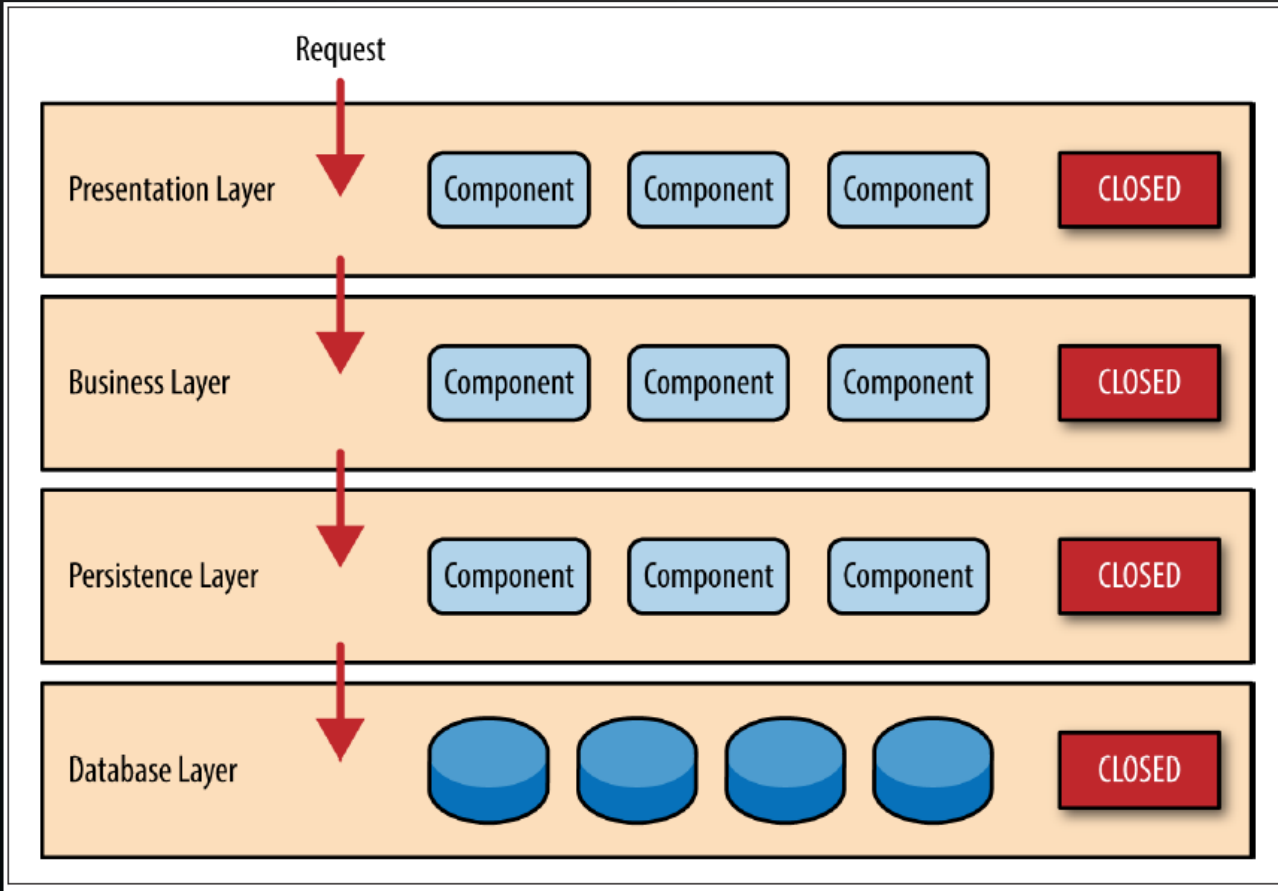 Request
Presentation Layer Component Component Component CLOSED
Business Layer Component Component Component CLOSED
Persistence Layer Component Component Component CLOSED
Database Layer CLOSED